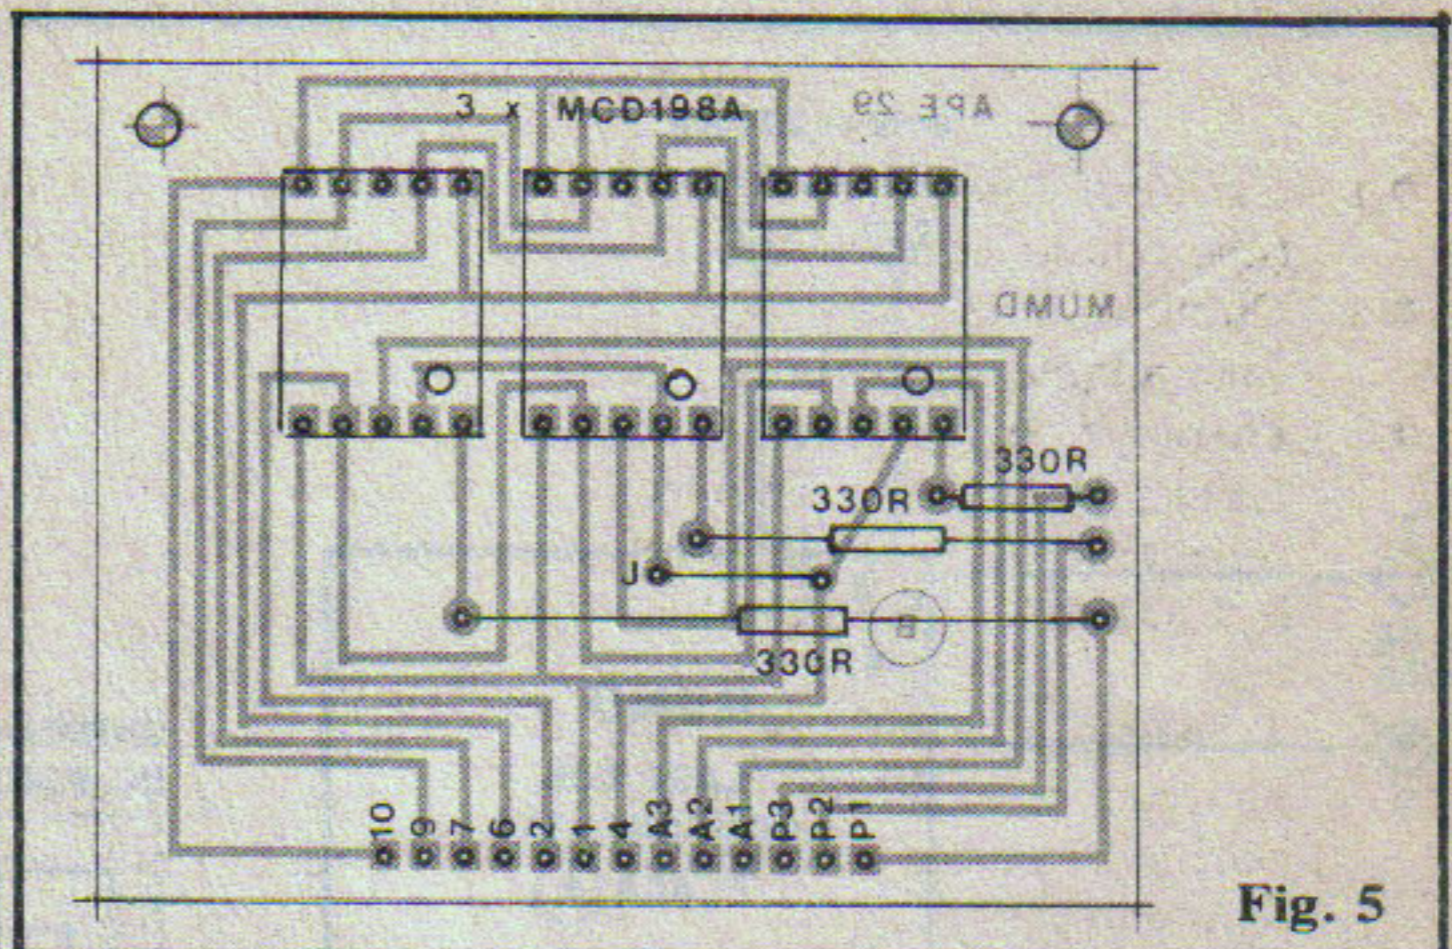 3 x MCD198A
APE 29
MUMD
330R
330R
J
B
330R
10 9 7 6 2 1 4 A3 A2 A1 P3 P2 P1
Fig. 5